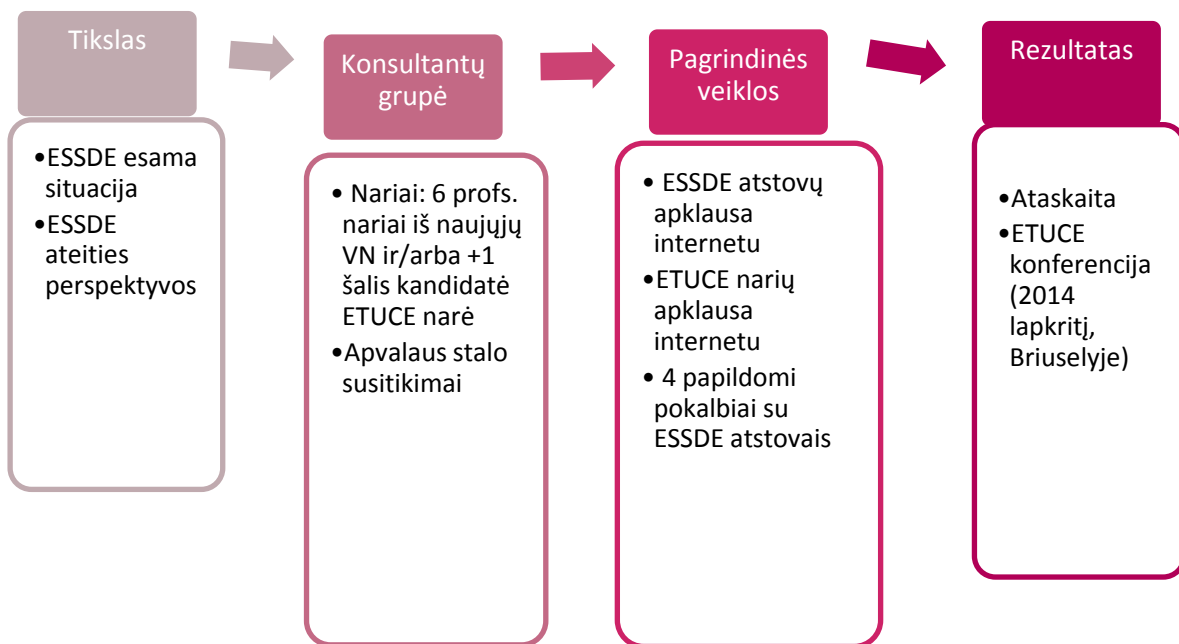 Tikslas
•ESSDE esama
situacija
•ESSDE
ateities
perspektyvos
Konsultantų
grupė
• Nariai: 6 profs.
nariai iš naujųjų
VN ir/arba +1
šalis kandidatė
ETUCE narė
•Apvalaus stalo
susitikimai
Pagrindinės
veiklos
• ESSDE atstovų
apklausa
internetu
•ETUCE narių
apklausa
internetu
• 4 papildomi
pokalbiai su
ESSDE atstovais
Rezultatas
•Ataskaita
•ETUCE
konferencija
(2014
lapkritį,
Briuselyje)